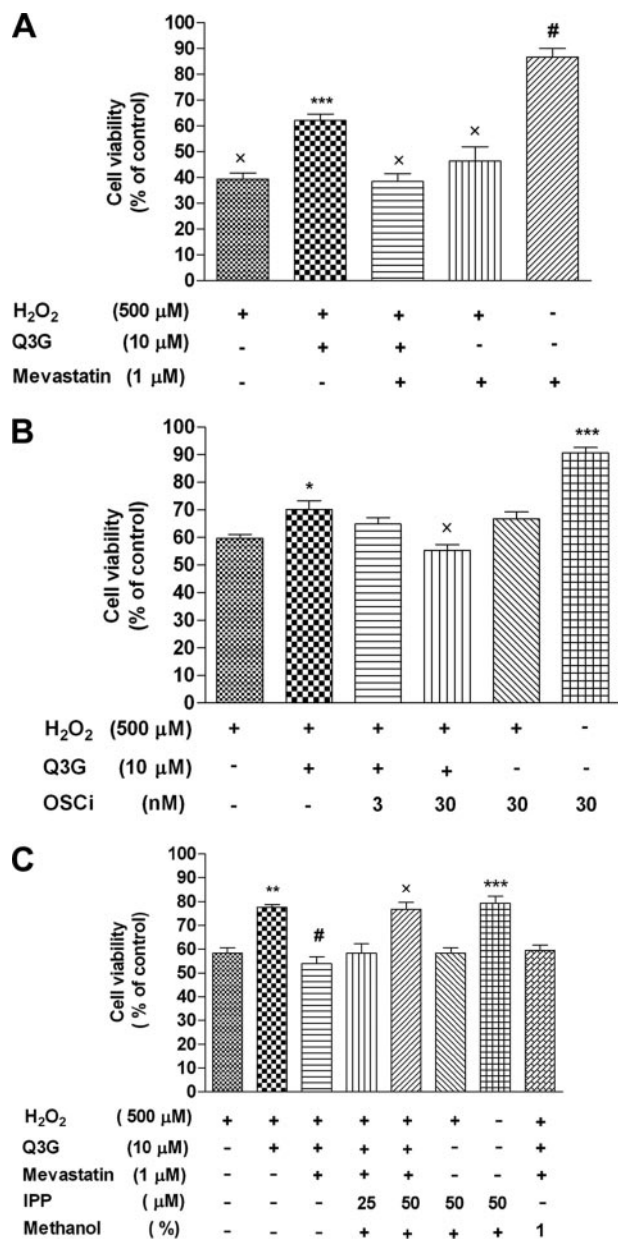 A
#
100
90
80
70
60
50
40
30
20
10
0
Cell viability
(% of control)
× *** × ×
H₂O₂ (500 µM) + + + + -
Q3G (10 µM) - + + - -
Mevastatin (1 µM) - - + + +
B
100
90
80
70
60
50
40
30
20
10
0
Cell viability
(% of control)
* × ***
H₂O₂ (500 µM) + + + + + -
Q3G (10 µM) - + + + - -
OSCi (nM) - - 3 30 30 30
C
100
90
80
70
60
50
40
30
20
10
0
Cell viability
( % of control)
** # × ***
H₂O₂ ( 500 µM) + + + + + + - +
Q3G (10 µM) - + + + + - - +
Mevastatin (1 µM) - - + + + - - +
IPP ( µM) - - - 25 50 50 50 -
Methanol ( %) - - - + + + + 1